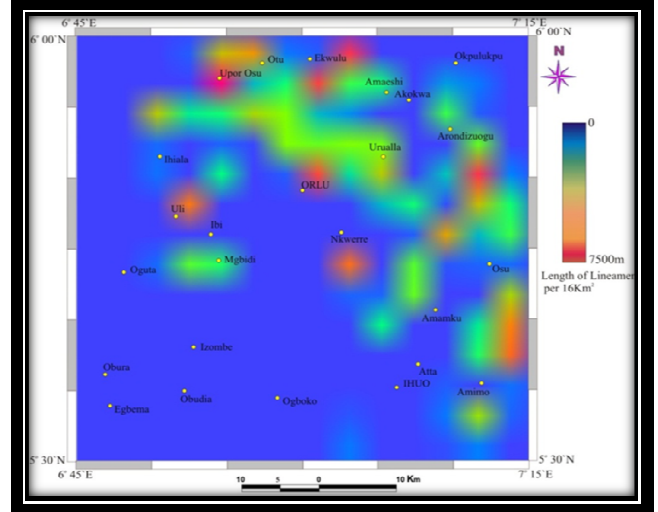 6° 45' E
7° 15' E
6° 00' N
6° 00' N
Otu
Ekwulu
Okpulukpu
N
Upor Osu
Amaeshi
Akokwa
0
Arondizuogu
Urualla
Ihiala
ORLU
Uli
Ibi
Nkwerre
7500m
Mgbidi
Oguta
Osu
Length of Lineamer
per 16Km²
Amamku
Izombe
Obura
Atta
IHUO
Obudia
Amimo
Egbema
Ogboko
5° 30' N
5° 30' N
6° 45' E
7° 15' E
10 5 0 10 Km